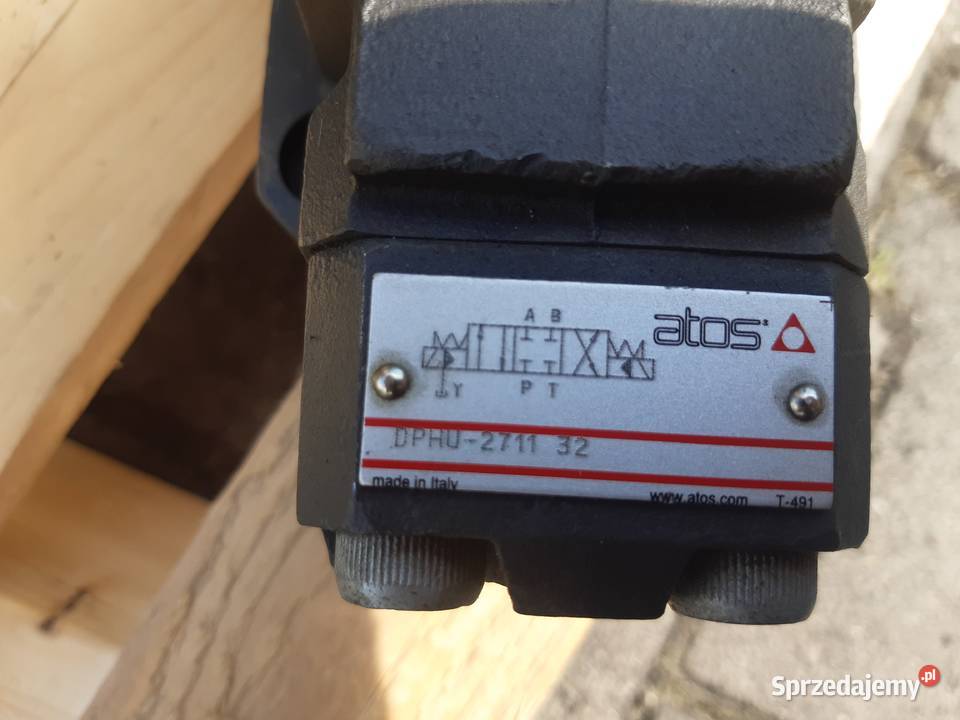 A B
atos
Y
P T
DPHU-2711 32
made in Italy
www.atos.com
T-491
Sprzedajemy.pl